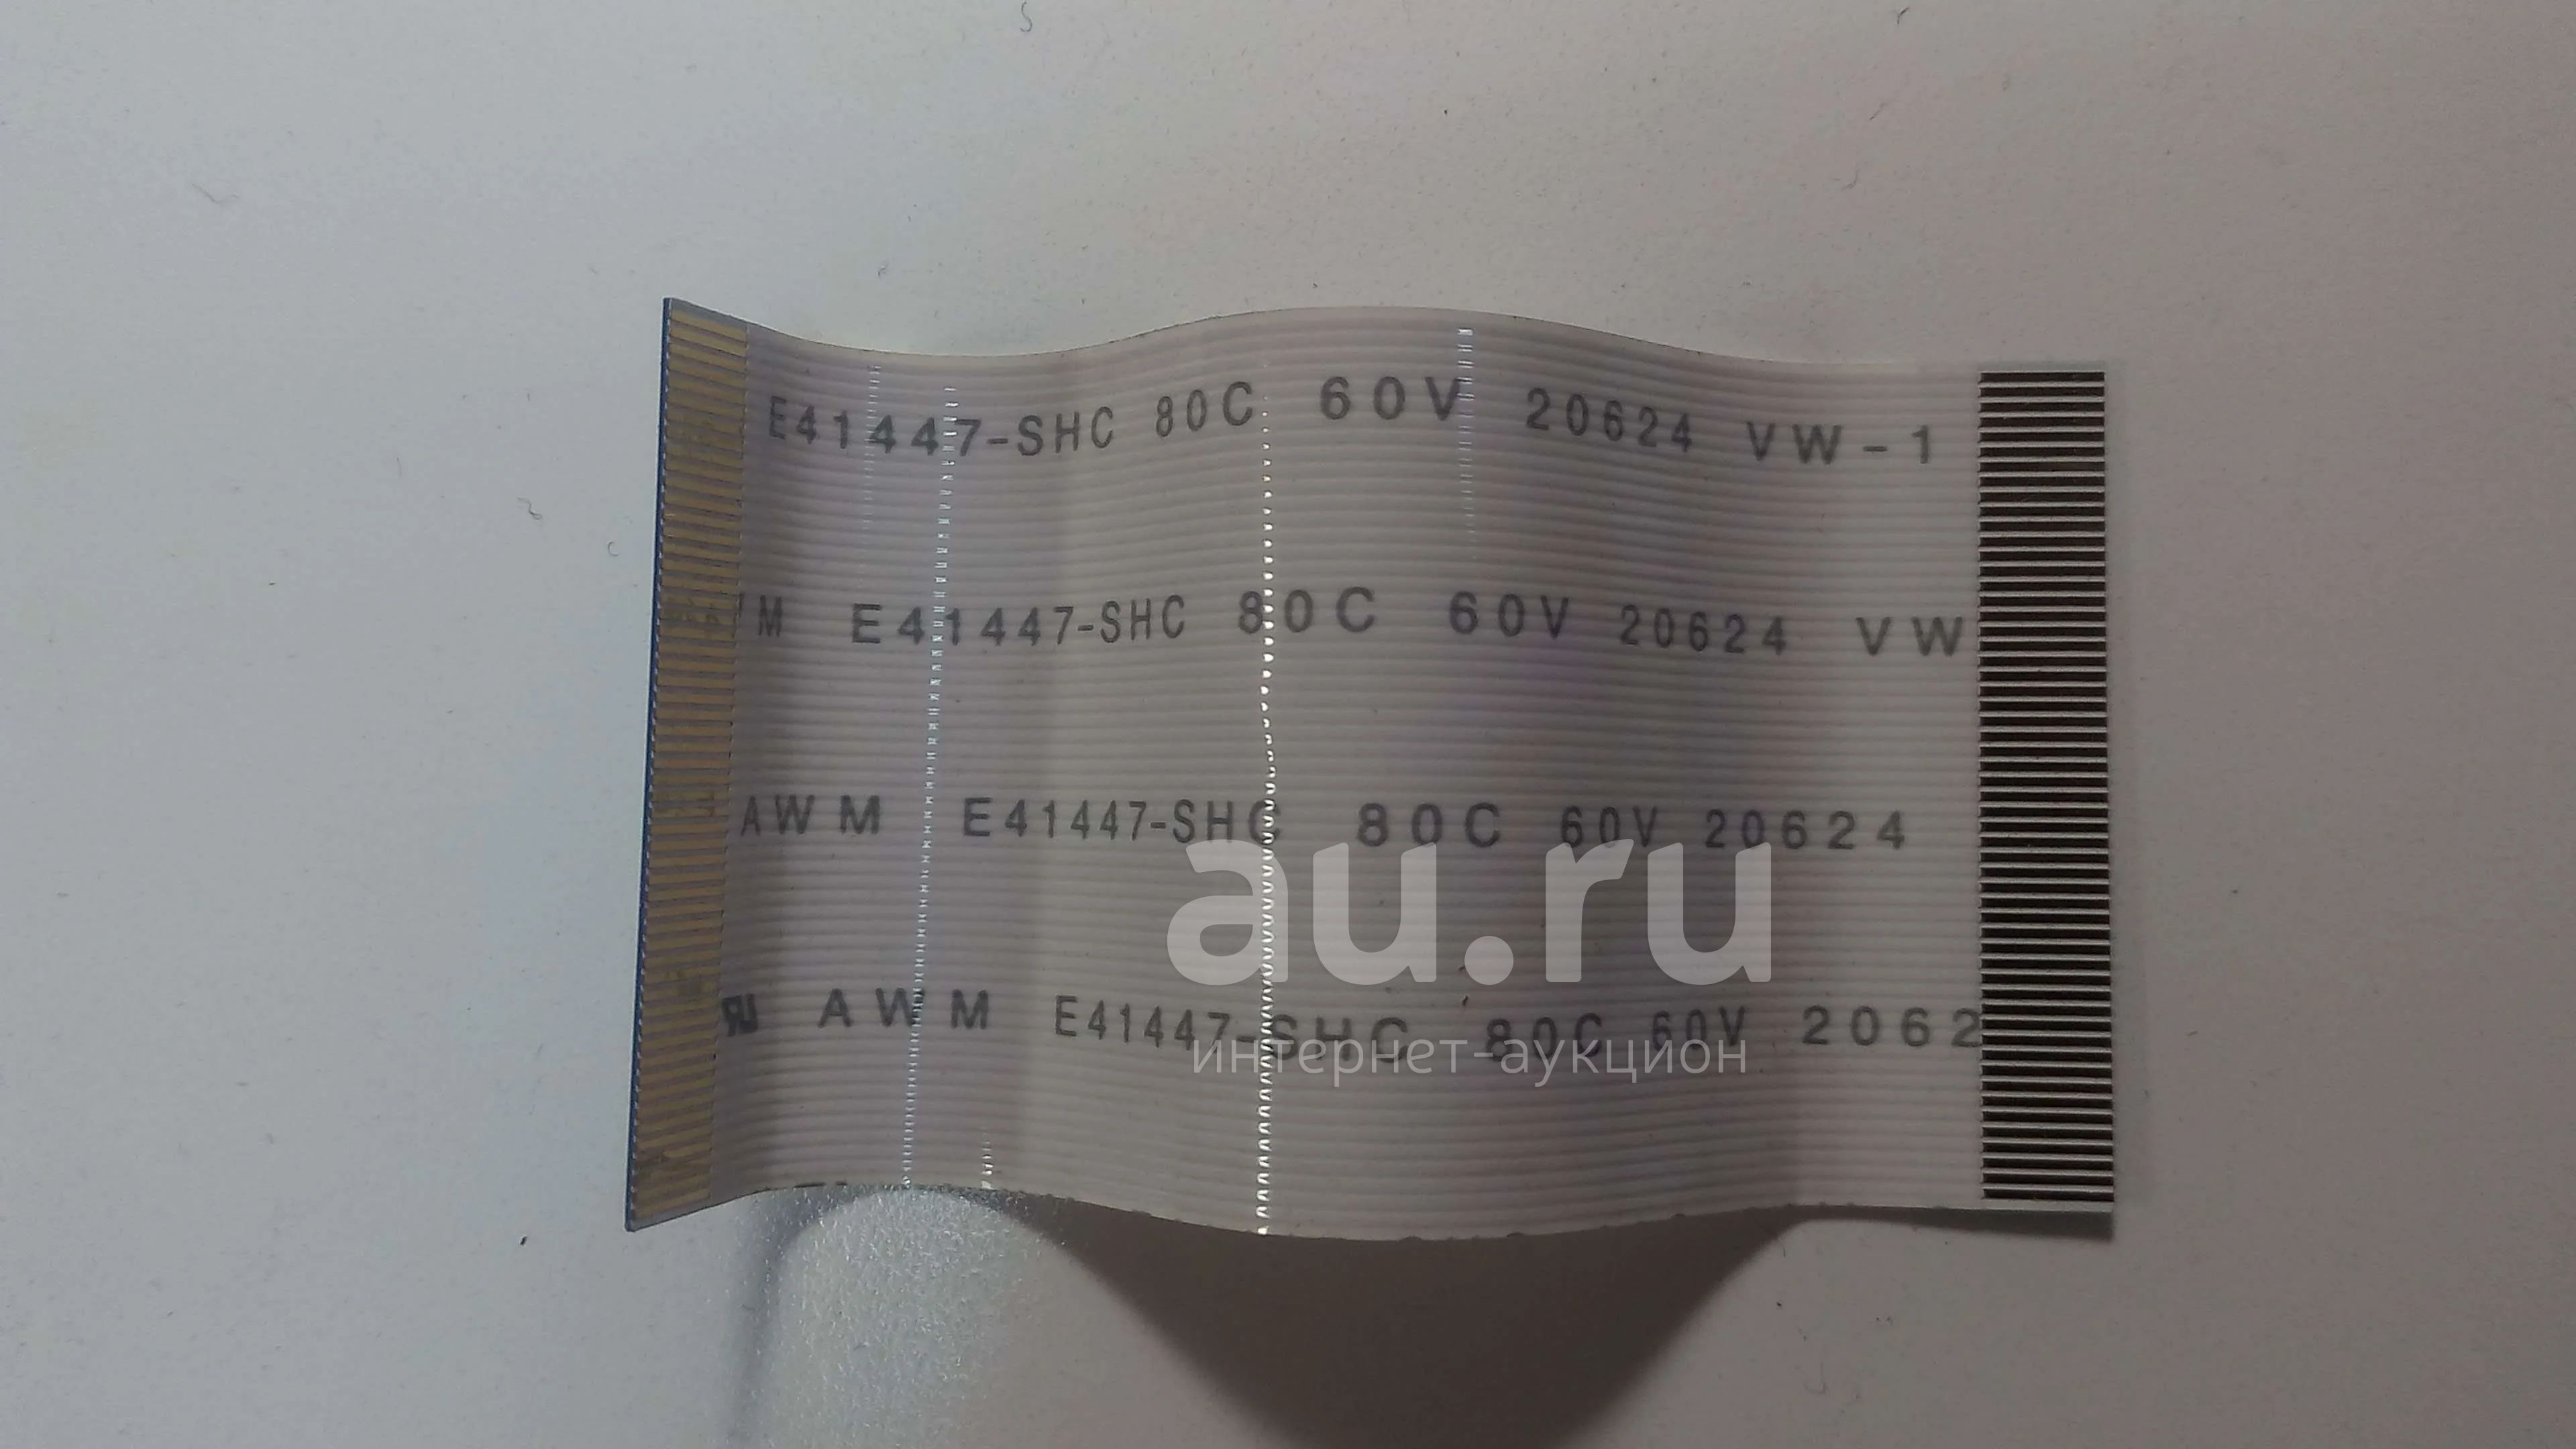 E41447-SHC 80C 60V 20624 VW-1
M E41447-SHC 80C 60V 20624 VW
AWM E41447-SHC 80C 60V 20624
AWM E41447-SHC 80C 60V 2062
au.ru
интернет-аукцион